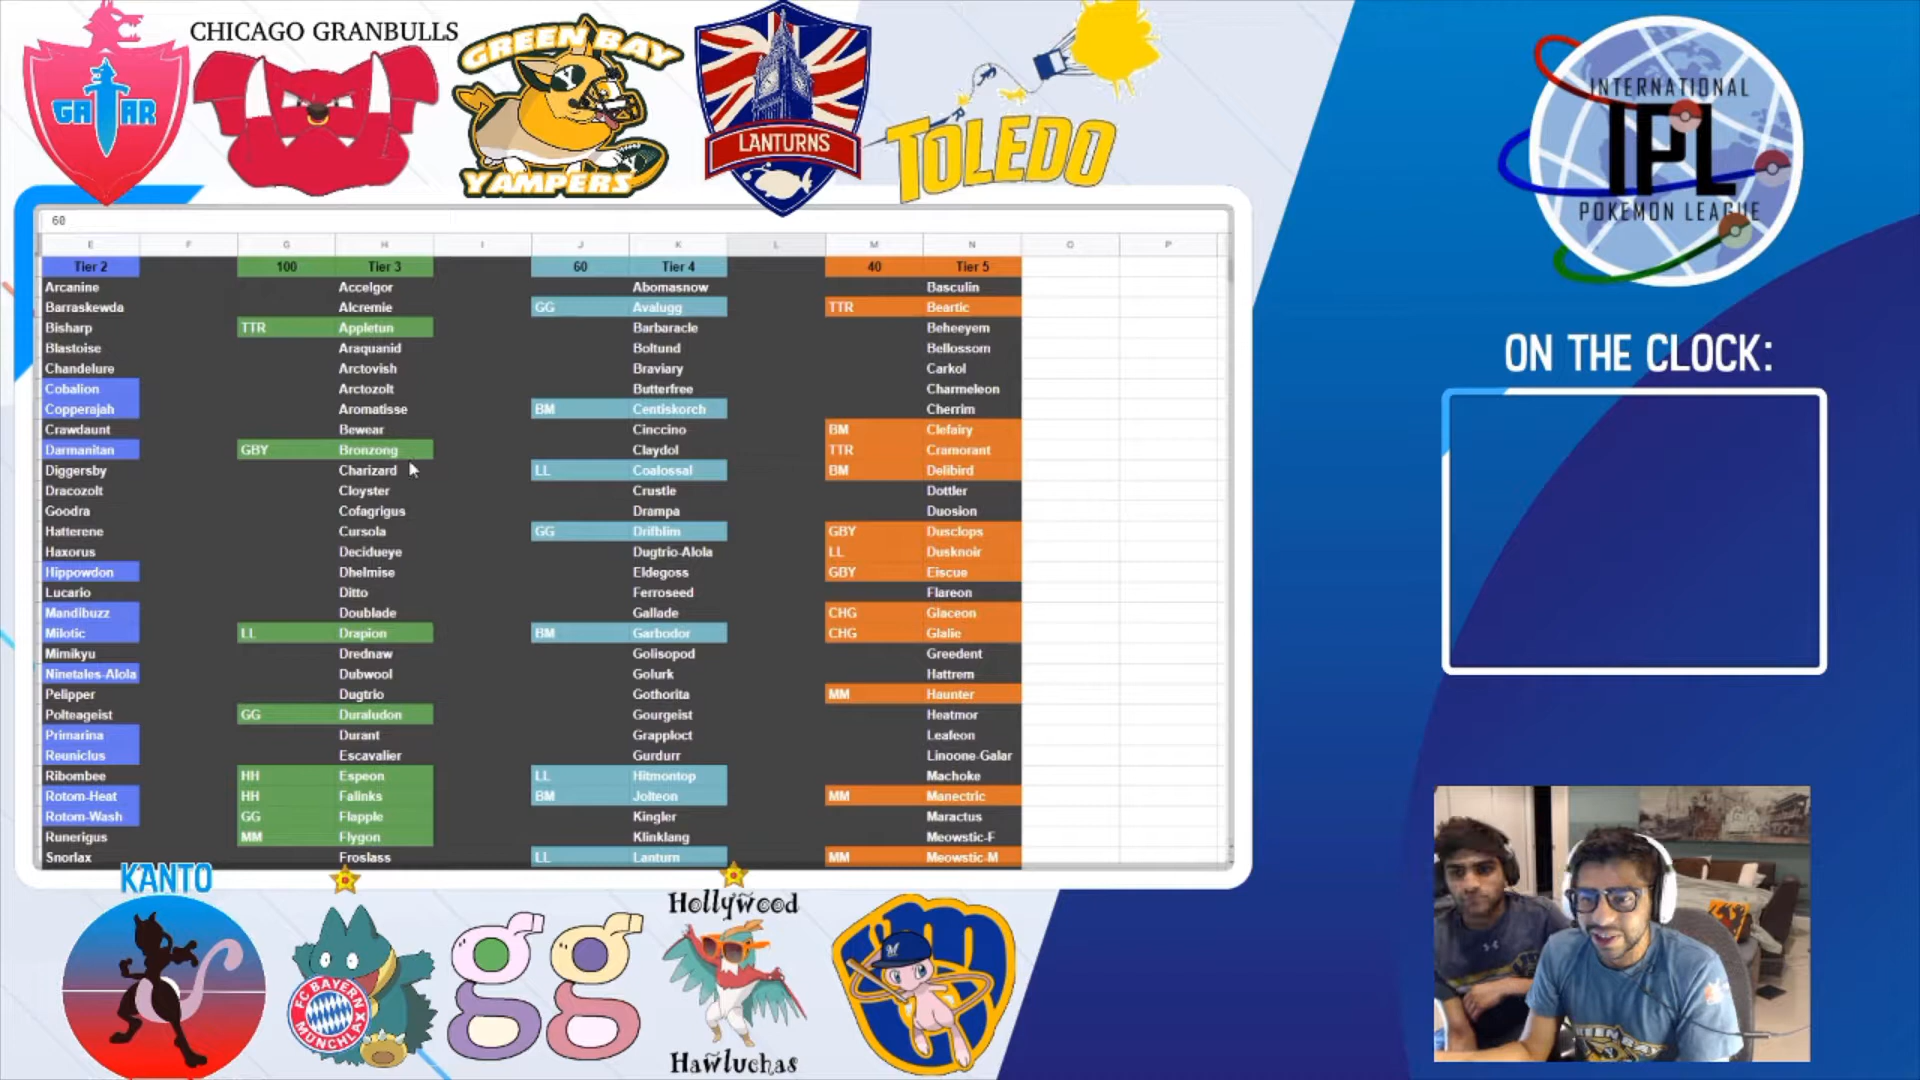 CHICAGO GRANBULLS
GREEN BAY
GATAR
LANTURNS
TOLEDO
YAMPERS
INTERNATIONAL
IPL
POKEMON LEAGUE
60
E F G H I J K L M N O P
Tier 2 100 Tier 3 60 Tier 4 40 Tier 5
Arcanine Accelgor Abomasnow Basculin
Barraskewda Alcremie GG Avalugg TTR Beartic
Bisharp TTR Appletun Barbaracle Beheeyem
Blastoise Araquanid Boltund Bellossom
Chandelure Arctovish Braviary Carkol
Cobalion Arctozolt Butterfree Charmeleon
Copperajah Aromatisse BM Centiskorch Cherrim
Crawdaunt Bewear Cinccino BM Clefairy
Darmanitan GBY Bronzong Claydol TTR Cramorant
Diggersby Charizard LL Coalossal BM Delibird
Dracozolt Cloyster Crustle Dottler
Goodra Cofagrigus Drampa Duosion
Hatterene Cursola GG Drifblim GBY Dusclops
Haxorus Decidueye Dugtrio-Alola LL Dusknoir
Hippowdon Dhelmise Eldegoss GBY Eiscue
Lucario Ditto Ferroseed Flareon
Mandibuzz Doublade Gallade CHG Glaceon
Milotic LL Drapion BM Garbodor CHG Glalie
Mimikyu Drednaw Golisopod Greedent
Ninetales-Alola Dubwool Golurk Hattrem
Pelipper Dugtrio Gothorita MM Haunter
Polteageist GG Duraludon Gourgeist Heatmor
Primarina Durant Grapploct Leafeon
Reuniclus Escavalier Gurdurr Linoone-Galar
Ribombee HH Espeon LL Hitmontop Machoke
Rotom-Heat HH Falinks BM Jolteon MM Manectric
Rotom-Wash GG Flapple Kingler Maractus
Runerigus MM Flygon Klinklang Meowstic-F
Snorlax Froslass LL Lanturn MM Meowstic-M
ON THE CLOCK:
KANTO
FC BAYERN
MUNCHLAX
gg
Hollywood
Hawluchas
M